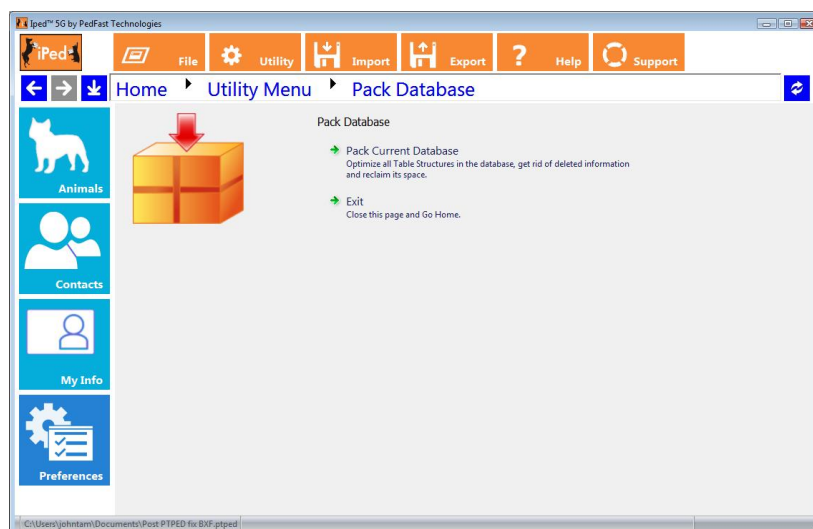 Iped™ 5G by PedFast Technologies
iPed
File
Utility
Import
Export
Help
Support
Home Utility Menu Pack Database
Animals
Contacts
My Info
Preferences
Pack Database
Pack Current Database
Optimize all Table Structures in the database, get rid of deleted information
and reclaim its space.
Exit
Close this page and Go Home.
C:\Users\johntam\Documents\Post PTPED fix BXF.ptped